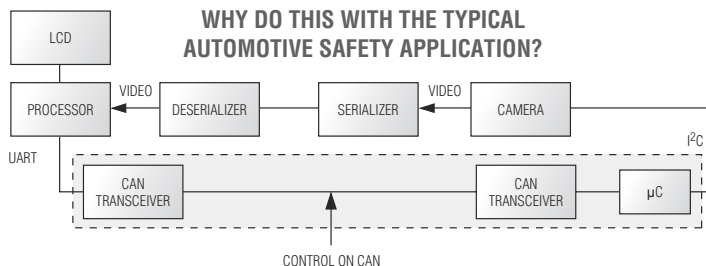 WHY DO THIS WITH THE TYPICAL
AUTOMOTIVE SAFETY APPLICATION?
LCD
PROCESSOR
VIDEO
DESERIALIZER
SERIALIZER
VIDEO
CAMERA
UART
I²C
CAN
TRANSCEIVER
CAN
TRANSCEIVER
µC
CONTROL ON CAN